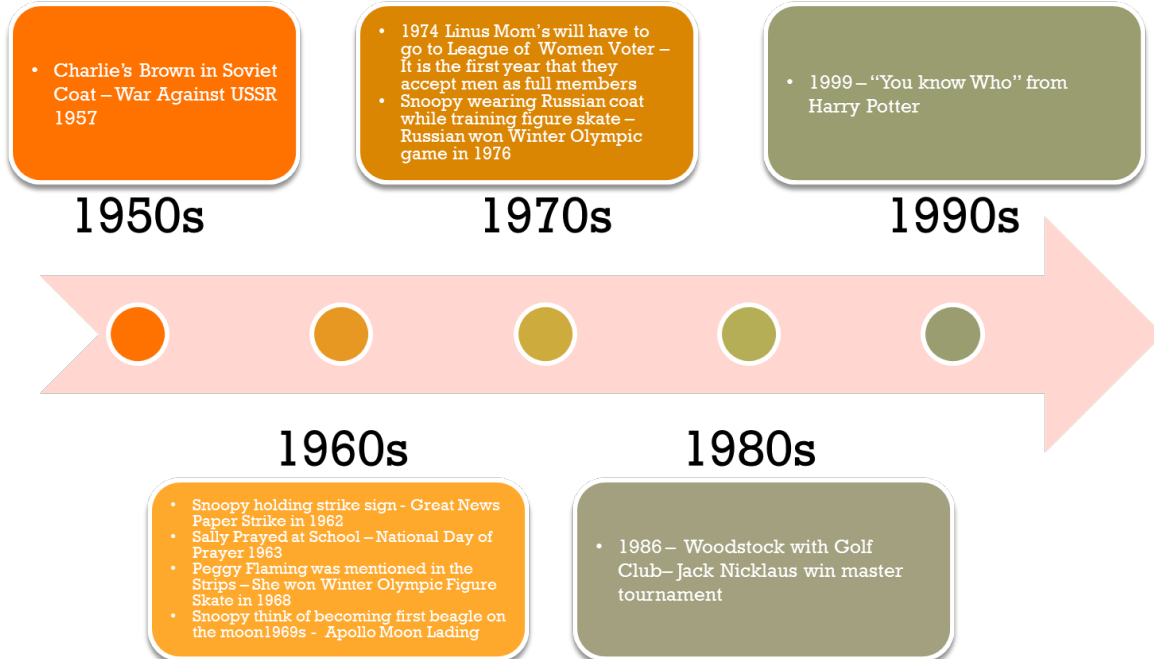 • Charlie's Brown in Soviet
Coat – War Against USSR
1957
1950s
• Snoopy holding strike sign - Great News
Paper Strike in 1962
• Sally Prayed at School – National Day of
Prayer 1963
• Peggy Flaming was mentioned in the
Strips – She won Winter Olympic Figure
Skate in 1968
• Snoopy think of becoming first beagle on
the moon1969s - Apollo Moon Lading
1960s
• 1974 Linus Mom's will have to
go to League of Women Voter –
It is the first year that they
accept men as full members
• Snoopy wearing Russian coat
while training figure skate –
Russian won Winter Olympic
game in 1976
1970s
• 1986 – Woodstock with Golf
Club– Jack Nicklaus win master
tournament
1980s
• 1999 – “You know Who” from
Harry Potter
1990s